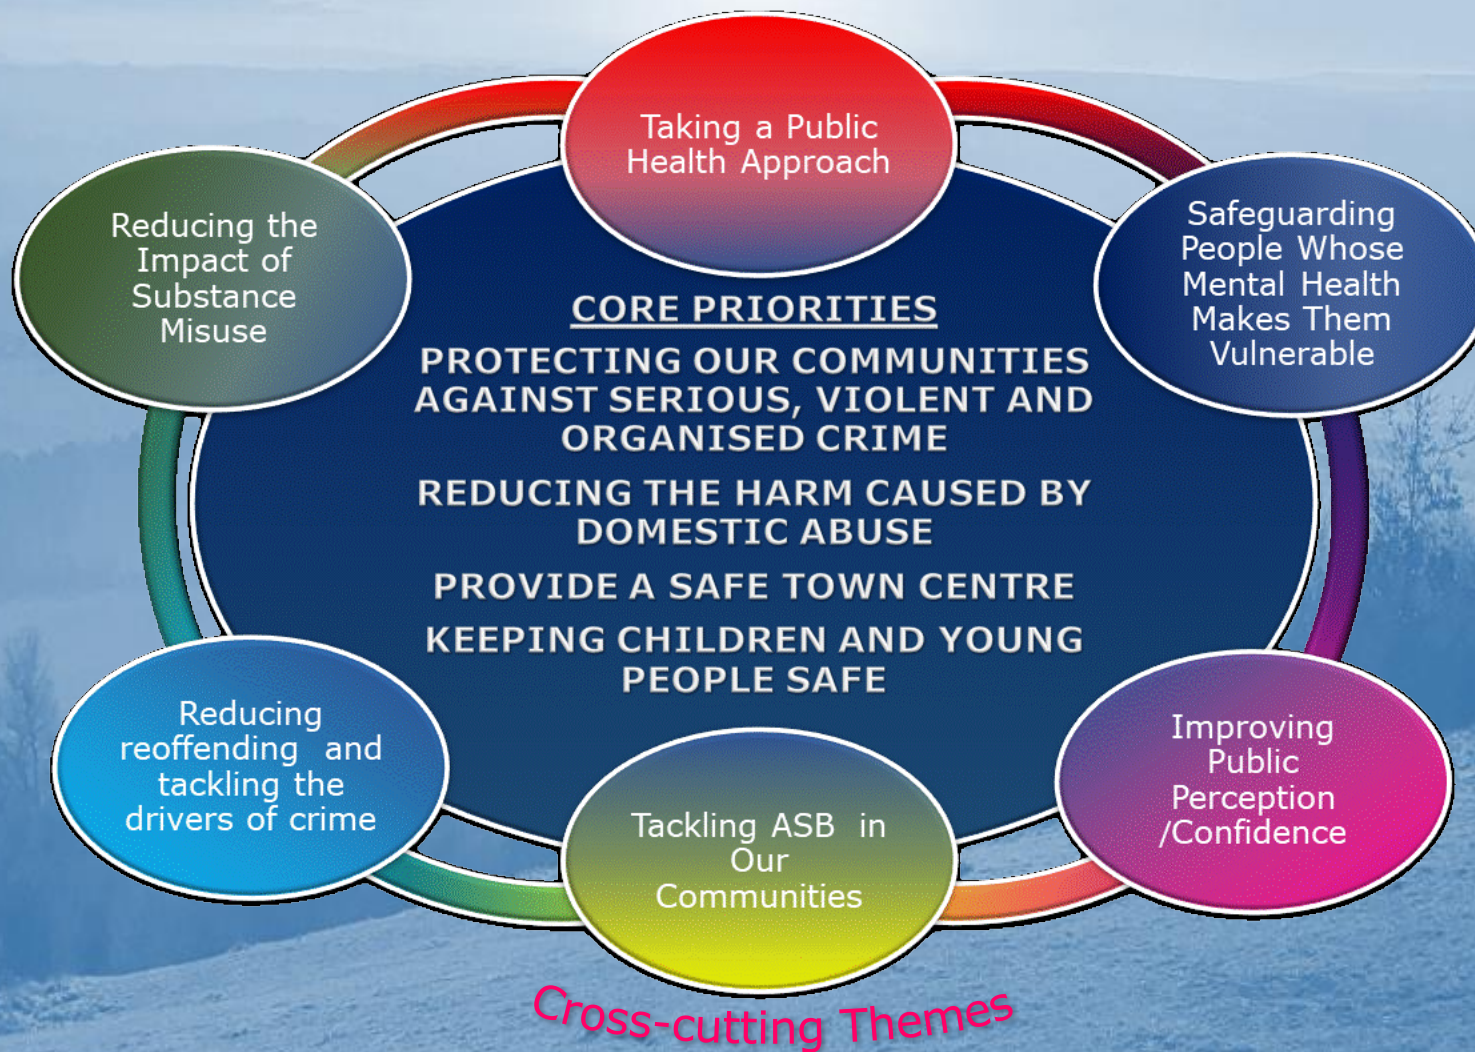 Taking a Public
Health Approach
Safeguarding
People Whose
Mental Health
Makes Them
Vulnerable
Reducing the
Impact of
Substance
Misuse
CORE PRIORITIES
PROTECTING OUR COMMUNITIES
AGAINST SERIOUS, VIOLENT AND
ORGANISED CRIME
REDUCING THE HARM CAUSED BY
DOMESTIC ABUSE
PROVIDE A SAFE TOWN CENTRE
KEEPING CHILDREN AND YOUNG
PEOPLE SAFE
Reducing
reoffending and
tackling the
drivers of crime
Improving
Public
Perception
/Confidence
Tackling ASB in
Our
Communities
Cross-cutting Themes